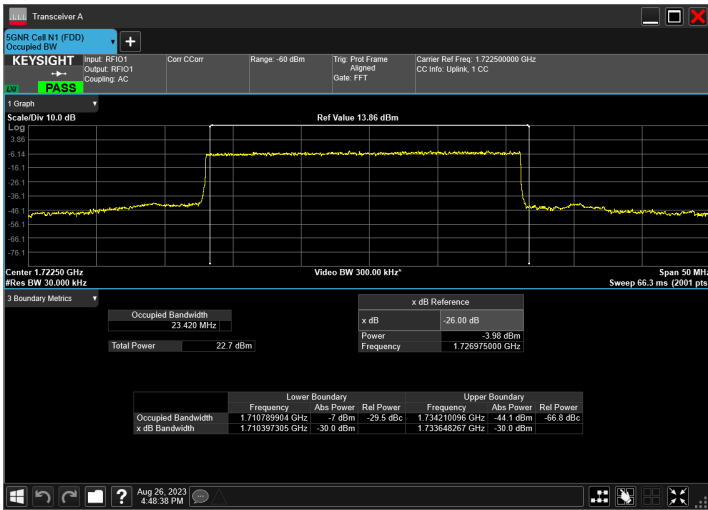 Transceiver A
5GNR Cell N1 (FDD)
Occupied BW
KEYSIGHT
LXI
PASS
Input: RFIO1
Output: RFIO1
Coupling: AC
Corr CCorr
Range: -60 dBm
Trig: Prot Frame
Aligned
Gate: FFT
Carrier Ref Freq: 1.722500000 GHz
CC Info: Uplink, 1 CC
1 Graph
Scale/Div 10.0 dB
Ref Value 13.86 dBm
Log
3.86
-6.14
-16.1
-26.1
-36.1
-46.1
-56.1
-66.1
-76.1
Center 1.72250 GHz
Video BW 300.00 kHz*
Span 50 MHz
#Res BW 30.000 kHz
Sweep 66.3 ms (2001 pts
3 Boundary Metrics
Occupied Bandwidth
23.420 MHz
Total Power 22.7 dBm
x dB Reference
x dB -26.00 dB
Power -3.98 dBm
Frequency 1.726975000 GHz
Lower Boundary Upper Boundary
Frequency Abs Power Rel Power Frequency Abs Power Rel Power
Occupied Bandwidth 1.710789904 GHz -7 dBm -29.5 dBc 1.734210096 GHz -44.1 dBm -66.8 dBc
x dB Bandwidth 1.710397305 GHz -30.0 dBm 1.733648267 GHz -30.0 dBm
Aug 26, 2023
4:48:38 PM